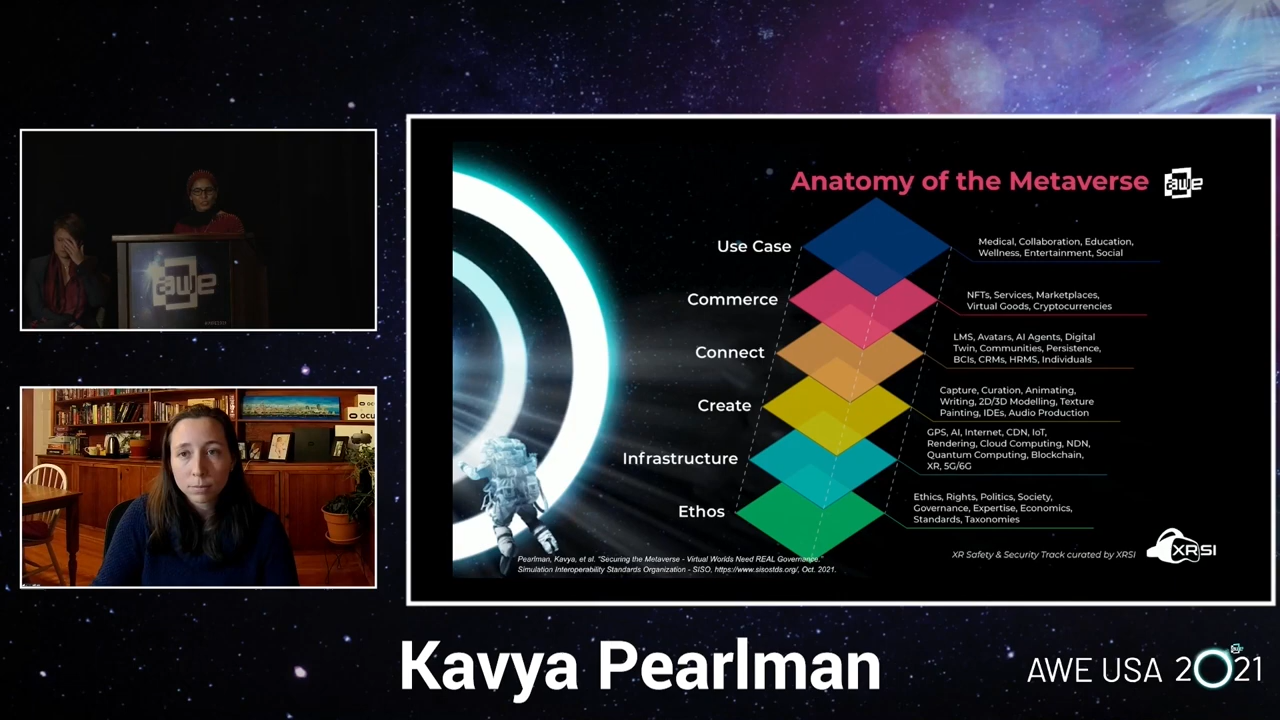 Anatomy of the Metaverse
awe
Use Case
Medical, Collaboration, Education,
Wellness, Entertainment, Social
Commerce
NFTs, Services, Marketplaces,
Virtual Goods, Cryptocurrencies
Connect
LMS, Avatars, AI Agents, Digital
Twin, Communities, Persistence,
BCIs, CRMs, HRMS, Individuals
Create
Capture, Curation, Animating,
Writing, 2D/3D Modelling, Texture
Painting, IDEs, Audio Production
Infrastructure
GPS, AI, Internet, CDN, IoT,
Rendering, Cloud Computing, NDN,
Quantum Computing, Blockchain,
XR, 5G/6G
Ethos
Ethics, Rights, Politics, Society,
Governance, Expertise, Economics,
Standards, Taxonomies
XR Safety & Security Track curated by XRSI
XRSI
Pearlman, Kavya, et al. "Securing the Metaverse - Virtual Worlds Need REAL Governance."
Simulation Interoperability Standards Organization - SISO, https://www.sisostds.org/, Oct. 2021.
awe
ocu
Kavya Pearlman
AWE USA 2021
awe